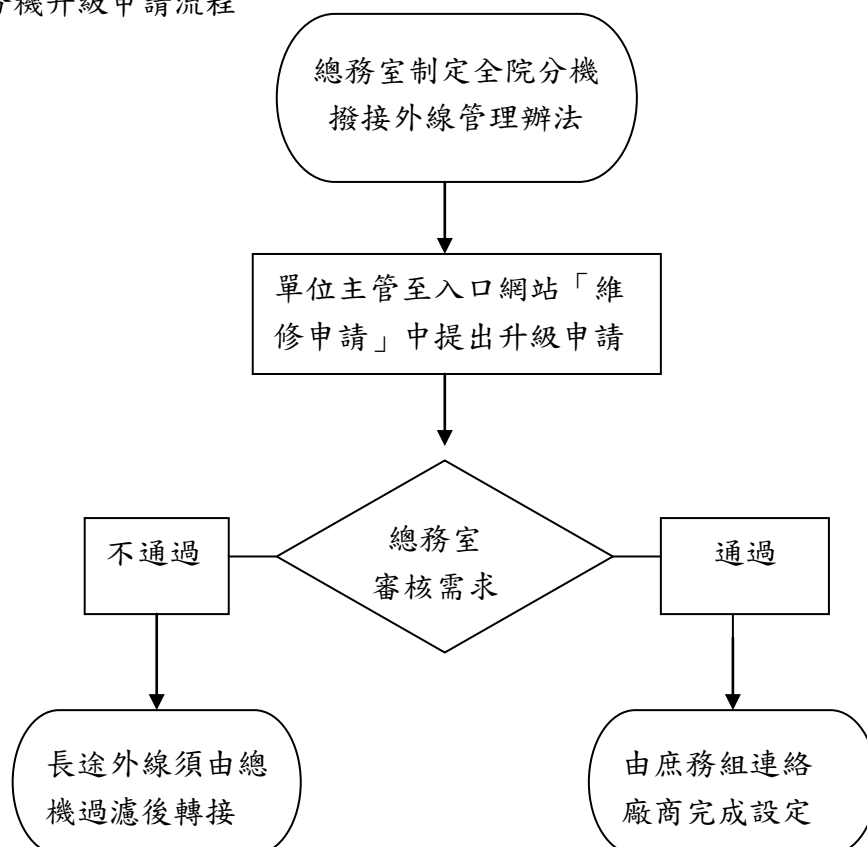 分機升級申請流程
總務室制定全院分機
撥接外線管理辦法
單位主管至入口網站「維
修申請」中提出升級申請
總務室
審核需求
不通過
通過
長途外線須由總
機過濾後轉接
由庶務組連絡
廠商完成設定